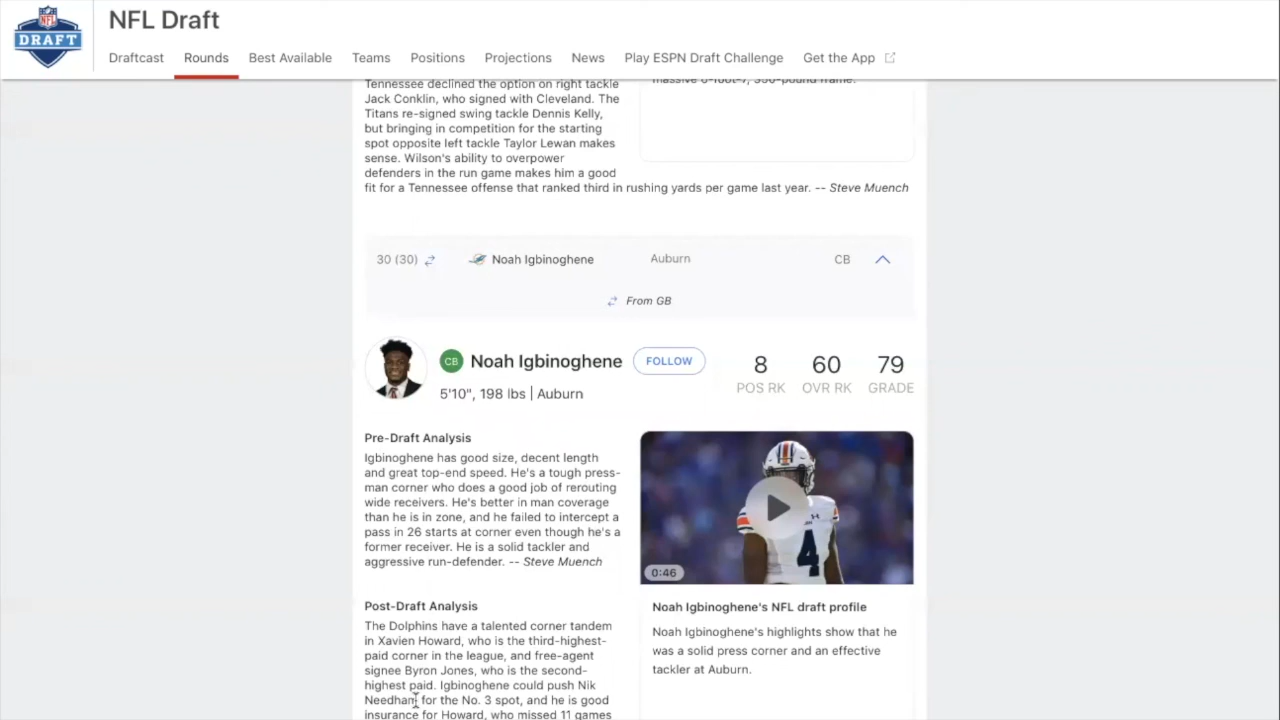 NFL
DRAFT
NFL Draft
Draftcast Rounds Best Available Teams Positions Projections News Play ESPN Draft Challenge Get the App
Tennessee declined the option on right tackle
Jack Conklin, who signed with Cleveland. The
Titans re-signed swing tackle Dennis Kelly,
but bringing in competition for the starting
spot opposite left tackle Taylor Lewan makes
sense. Wilson's ability to overpower
defenders in the run game makes him a good
fit for a Tennessee offense that ranked third in rushing yards per game last year. -- Steve Muench
massive 6-foot-7, 350-pound frame.
30 (30) Noah Igbinoghene Auburn CB
From GB
CB Noah Igbinoghene FOLLOW
5'10", 198 lbs | Auburn
8 60 79
POS RK OVR RK GRADE
Pre-Draft Analysis
Igbinoghene has good size, decent length
and great top-end speed. He's a tough press-
man corner who does a good job of rerouting
wide receivers. He's better in man coverage
than he is in zone, and he failed to intercept a
pass in 26 starts at corner even though he's a
former receiver. He is a solid tackler and
aggressive run-defender. -- Steve Muench
4
0:46
Post-Draft Analysis
The Dolphins have a talented corner tandem
in Xavien Howard, who is the third-highest-
paid corner in the league, and free-agent
signee Byron Jones, who is the second-
highest paid. Igbinoghene could push Nik
Needham for the No. 3 spot, and he is good
insurance for Howard, who missed 11 games
Noah Igbinoghene's NFL draft profile
Noah Igbinoghene's highlights show that he
was a solid press corner and an effective
tackler at Auburn.